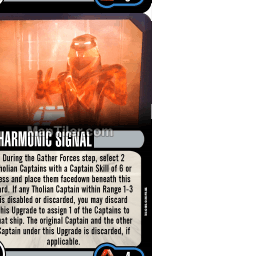 MapTiler.com
HARMONIC SIGNAL
During the Gather Forces step, select 2
Tholian Captains with a Captain Skill of 6 or
less and place them facedown beneath this
card. If any Tholian Captain within Range 1-3
is disabled or discarded, you may discard
this Upgrade to assign 1 of the Captains to
that ship. The original Captain and the other
Captain under this Upgrade is discarded, if
applicable.